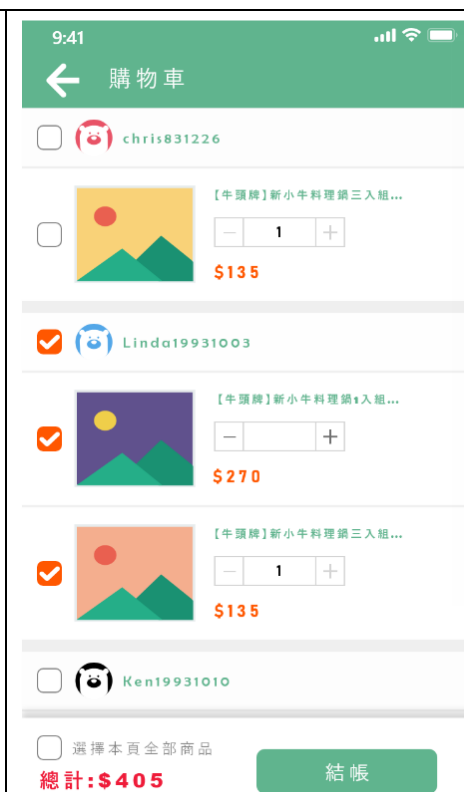 9:41
購物車
chris831226
【牛頭牌】新小牛料理鍋三入組...
1
$135
Linda19931003
【牛頭牌】新小牛料理鍋1入組...
$270
【牛頭牌】新小牛料理鍋三入組...
1
$135
Ken19931010
選擇本頁全部商品
總計:$405
結帳